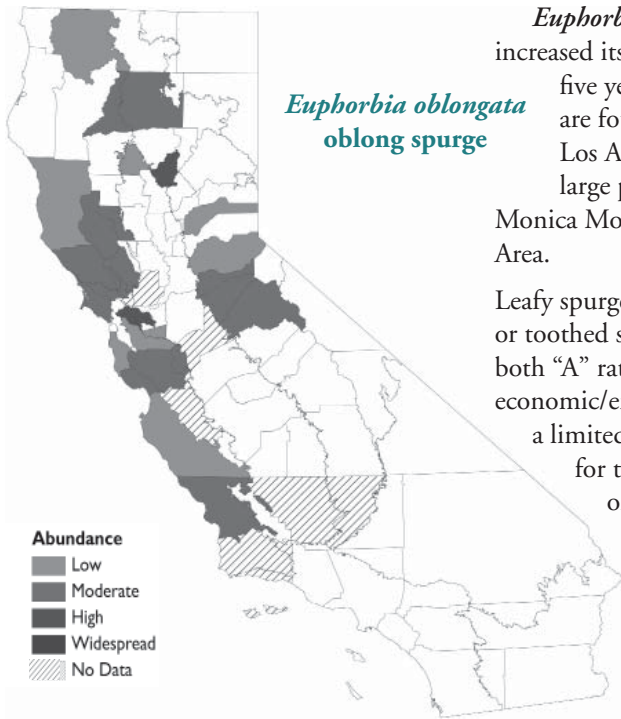 Euphorbia oblongata
oblong spurge
Euphorb
increased its
five ye
are fo
Los A
large p
Monica Mo
Area.
Leafy spurge
or toothed s
both “A” rat
economic/e
a limited
for t
o
Abundance
Low
Moderate
High
Widespread
No Data